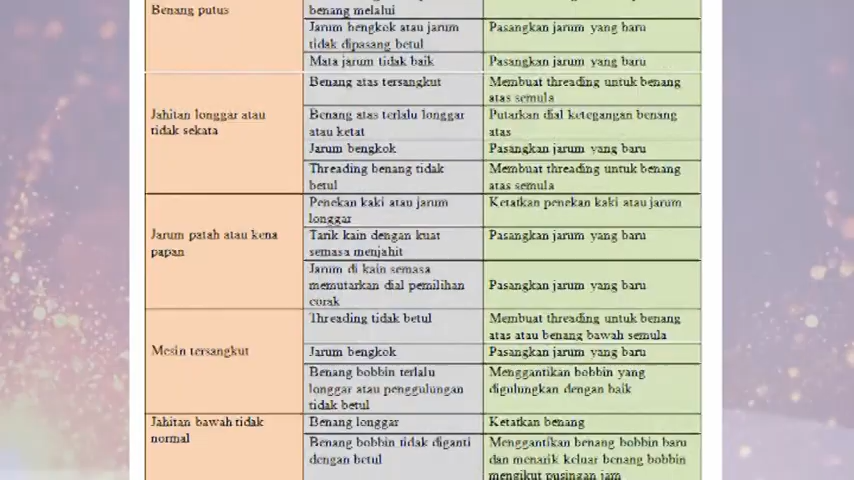 Benang putus
benang melalui
Jarum bengkok atau jarum
tidak dipasang betul
Pasangkan jarum yang baru
Mata jarum tidak baik
Pasangkan jarum yang baru
Jahitan longgar atau
tidak sekata
Benang atas tersangkut
Membuat threading untuk benang
atas semula
Benang atas terlalu longgar
atau ketat
Putarkan dial ketegangan benang
atas
Jarum bengkok
Pasangkan jarum yang baru
Threading benang tidak
betul
Membuat threading untuk benang
atas semula
Jarum patah atau kena
papan
Penekan kaki atau jarum
longgar
Ketatkan penekan kaki atau jarum
Tarik kain dengan kuat
semasa menjahit
Pasangkan jarum yang baru
Jarum di kain semasa
memutarkan dial pemilihan
corak
Pasangkan jarum yang baru
Mesin tersangkut
Threading tidak betul
Membuat threading untuk benang
atas atau benang bawah semula
Jarum bengkok
Pasangkan jarum yang baru
Benang bobbin terlalu
longgar atau penggulungan
tidak betul
Menggantikan bobbin yang
digulungkan dengan baik
Jahitan bawah tidak
normal
Benang longgar
Ketatkan benang
Benang bobbin tidak diganti
dengan betul
Menggantikan benang bobbin baru
dan menarik keluar benang bobbin
mengikut pusingan jam